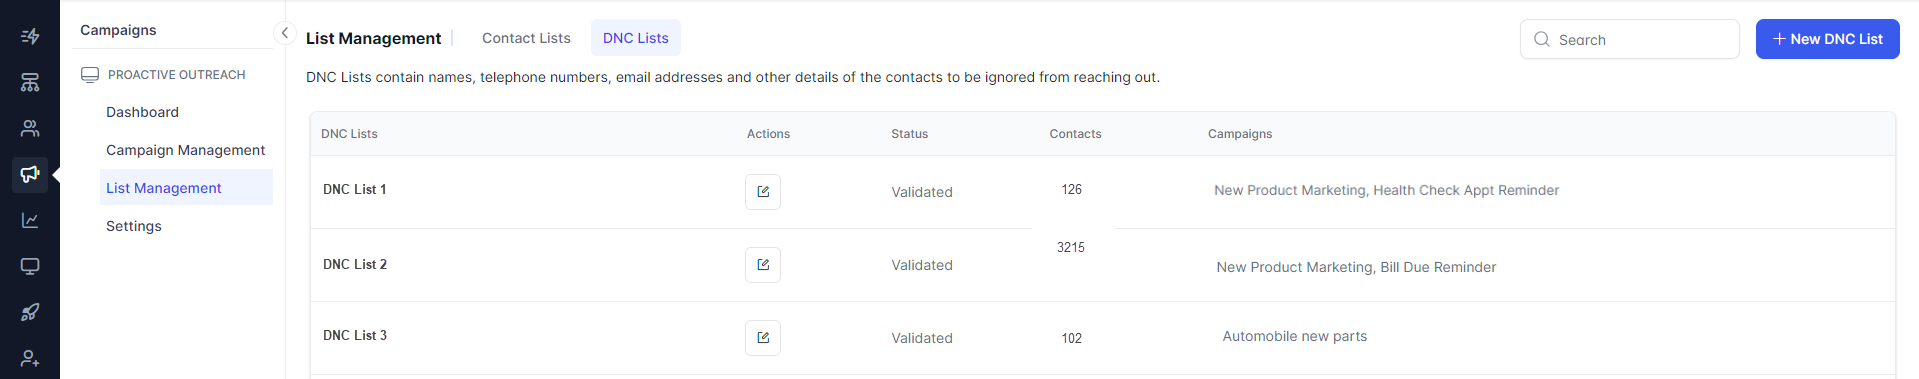 Campaigns
PROACTIVE OUTREACH
Dashboard
Campaign Management
List Management
Settings
List Management Contact Lists DNC Lists Search + New DNC List
DNC Lists contain names, telephone numbers, email addresses and other details of the contacts to be ignored from reaching out.
DNC Lists Actions Status Contacts Campaigns
DNC List 1 Validated 126 New Product Marketing, Health Check Appt Reminder
DNC List 2 Validated 3215 New Product Marketing, Bill Due Reminder
DNC List 3 Validated 102 Automobile new parts